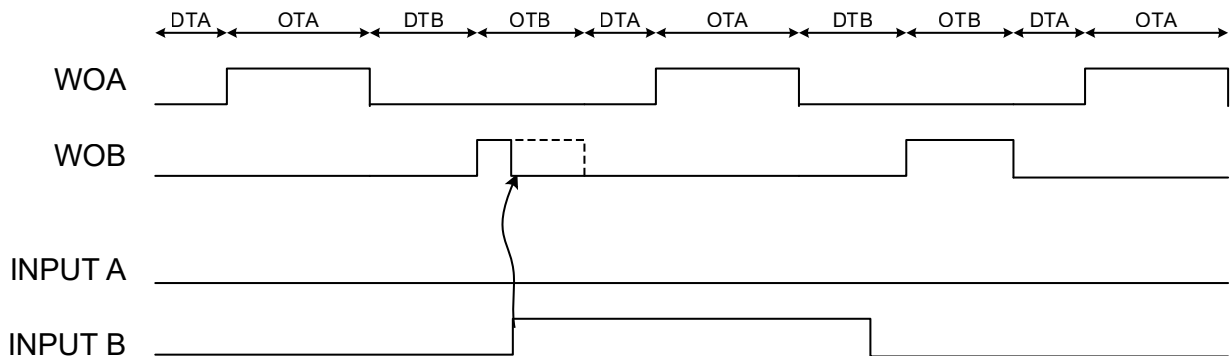 DTA OTA DTB OTB DTA OTA DTB OTB DTA OTA
WOA
WOB
INPUT A
INPUT B